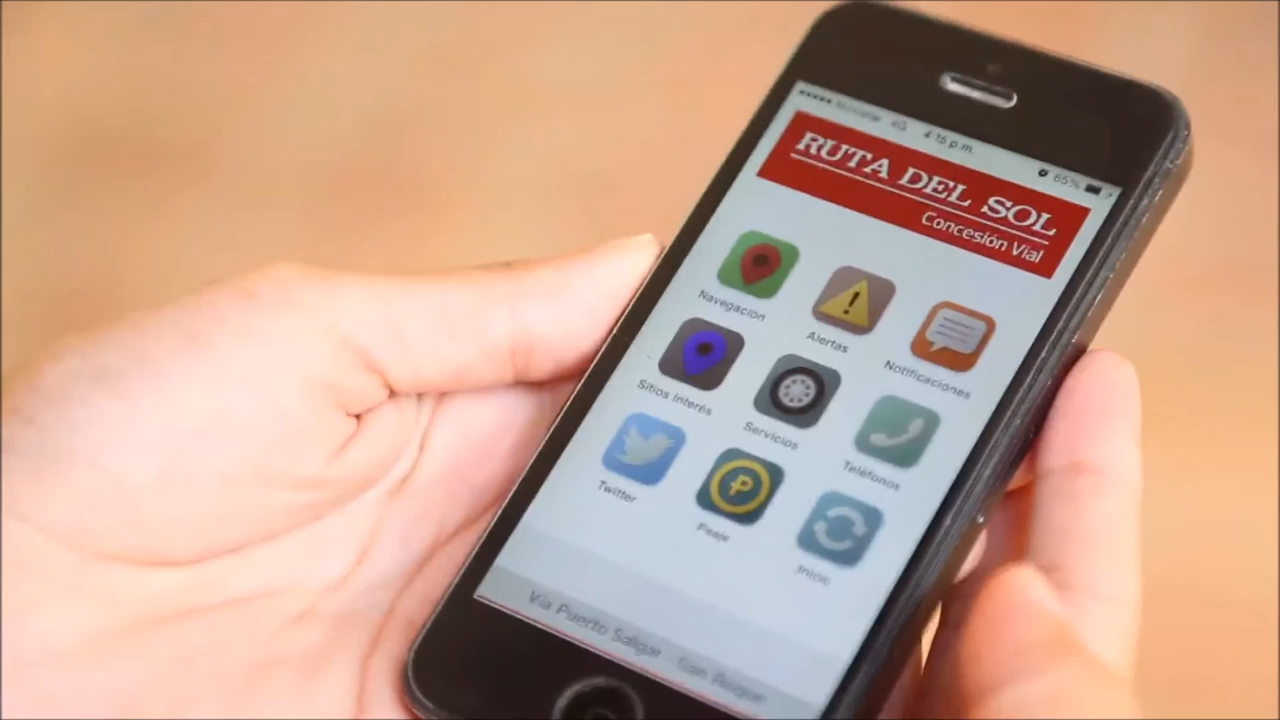 4:15 p.m.
65%
RUTA DEL SOL
Concesión Vial
Navegación
Alertas
Notificaciones
Sitios Interés
Servicios
Teléfonos
Twitter
Peaje
Inicio
Vía Puerto Salgar - San Roque